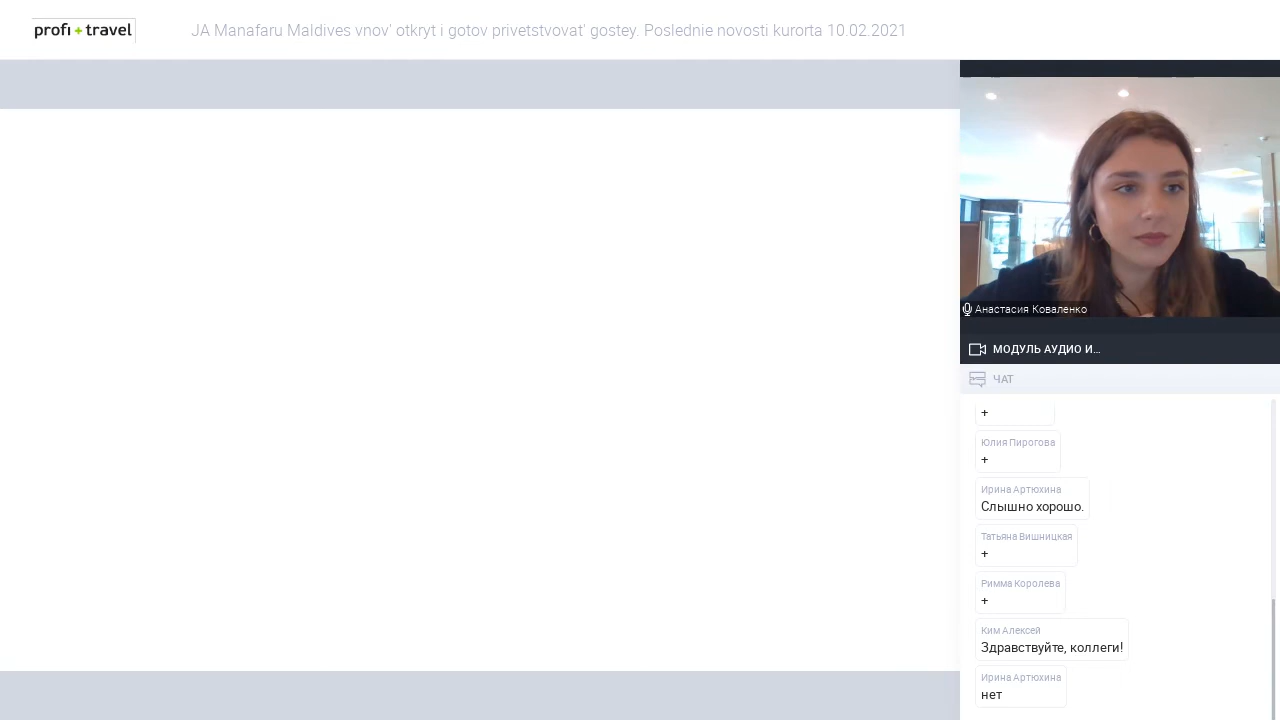 profi + travel
JA Manafaru Maldives vnov' otkryt i gotov privetstvovat' gostey. Poslednie novosti kurorta 10.02.2021
Анастасия Коваленко
МОДУЛЬ АУДИО И...
ЧАТ
+
Юлия Пирогова
+
Ирина Артюхина
Слышно хорошо.
Татьяна Вишницкая
+
Римма Королева
+
Ким Алексей
Здравствуйте, коллеги!
Ирина Артюхина
нет